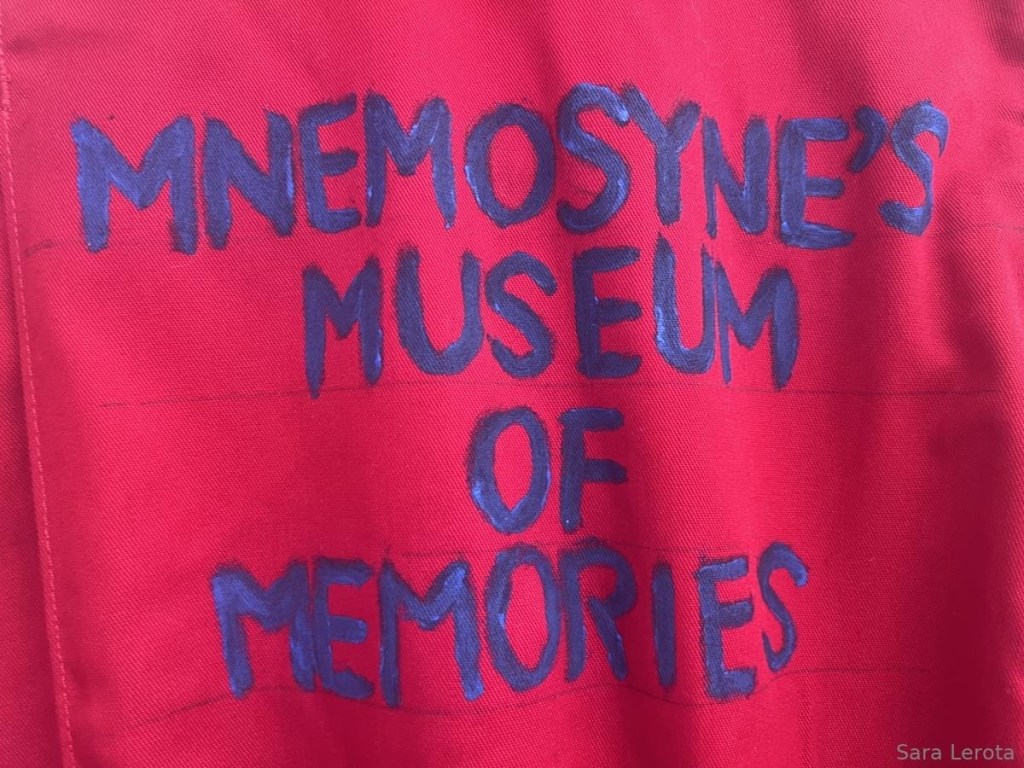 MNEMOSYNE'S
MUSEUM
OF
MEMORIES
Sara Lerota